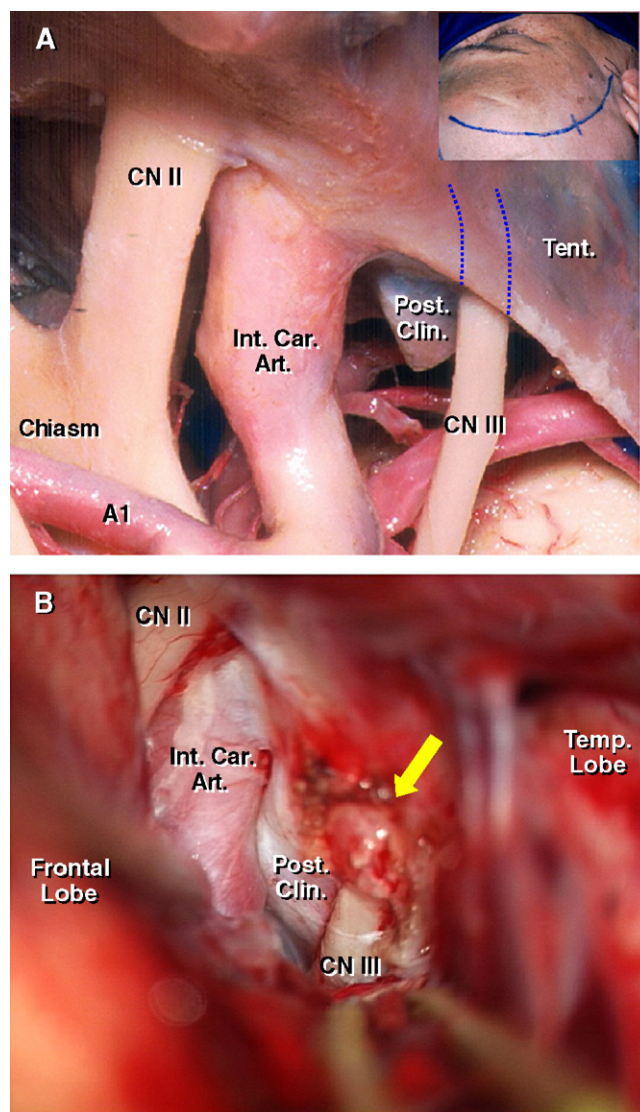 A
CN II
Tent.
Post.
Clin.
Int. Car.
Art.
CN III
Chiasm
A1
B
CN II
Int. Car.
Art.
Temp.
Lobe
Post.
Clin.
Frontal
Lobe
CN III